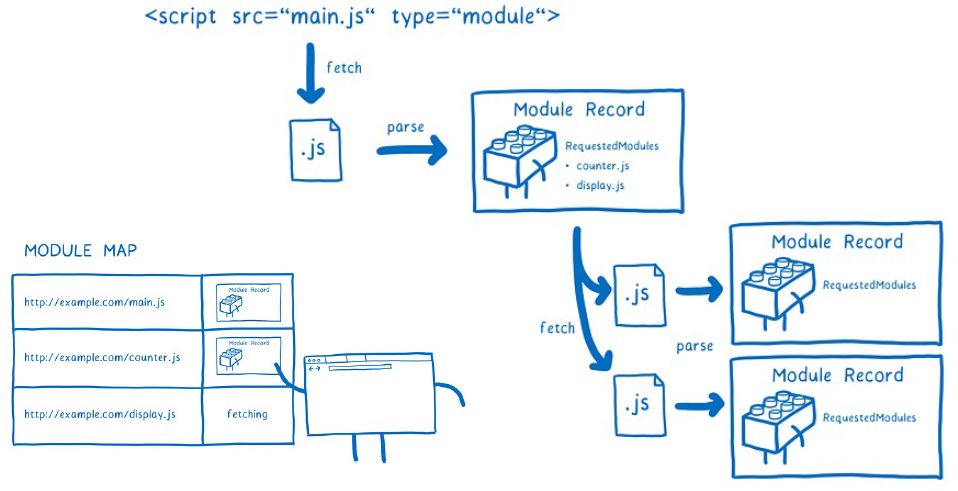 <script src=“main.js“ type=“module“>
fetch
.js
parse
Module Record
RequestedModules
• counter.js
• display.js
MODULE MAP
http://example.com/main.js
Module Record
http://example.com/counter.js
Module Record
http://example.com/display.js
fetching
fetch
.js
.js
parse
Module Record
RequestedModules
Module Record
RequestedModules